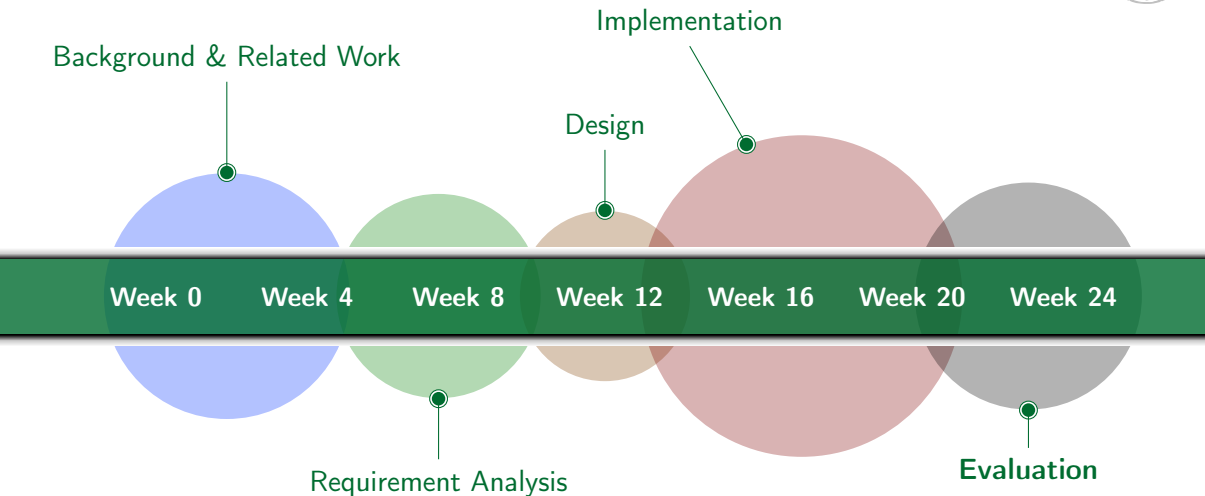 Implementation
Background & Related Work
Design
Week 0 Week 4 Week 8 Week 12 Week 16 Week 20 Week 24
Evaluation
Requirement Analysis